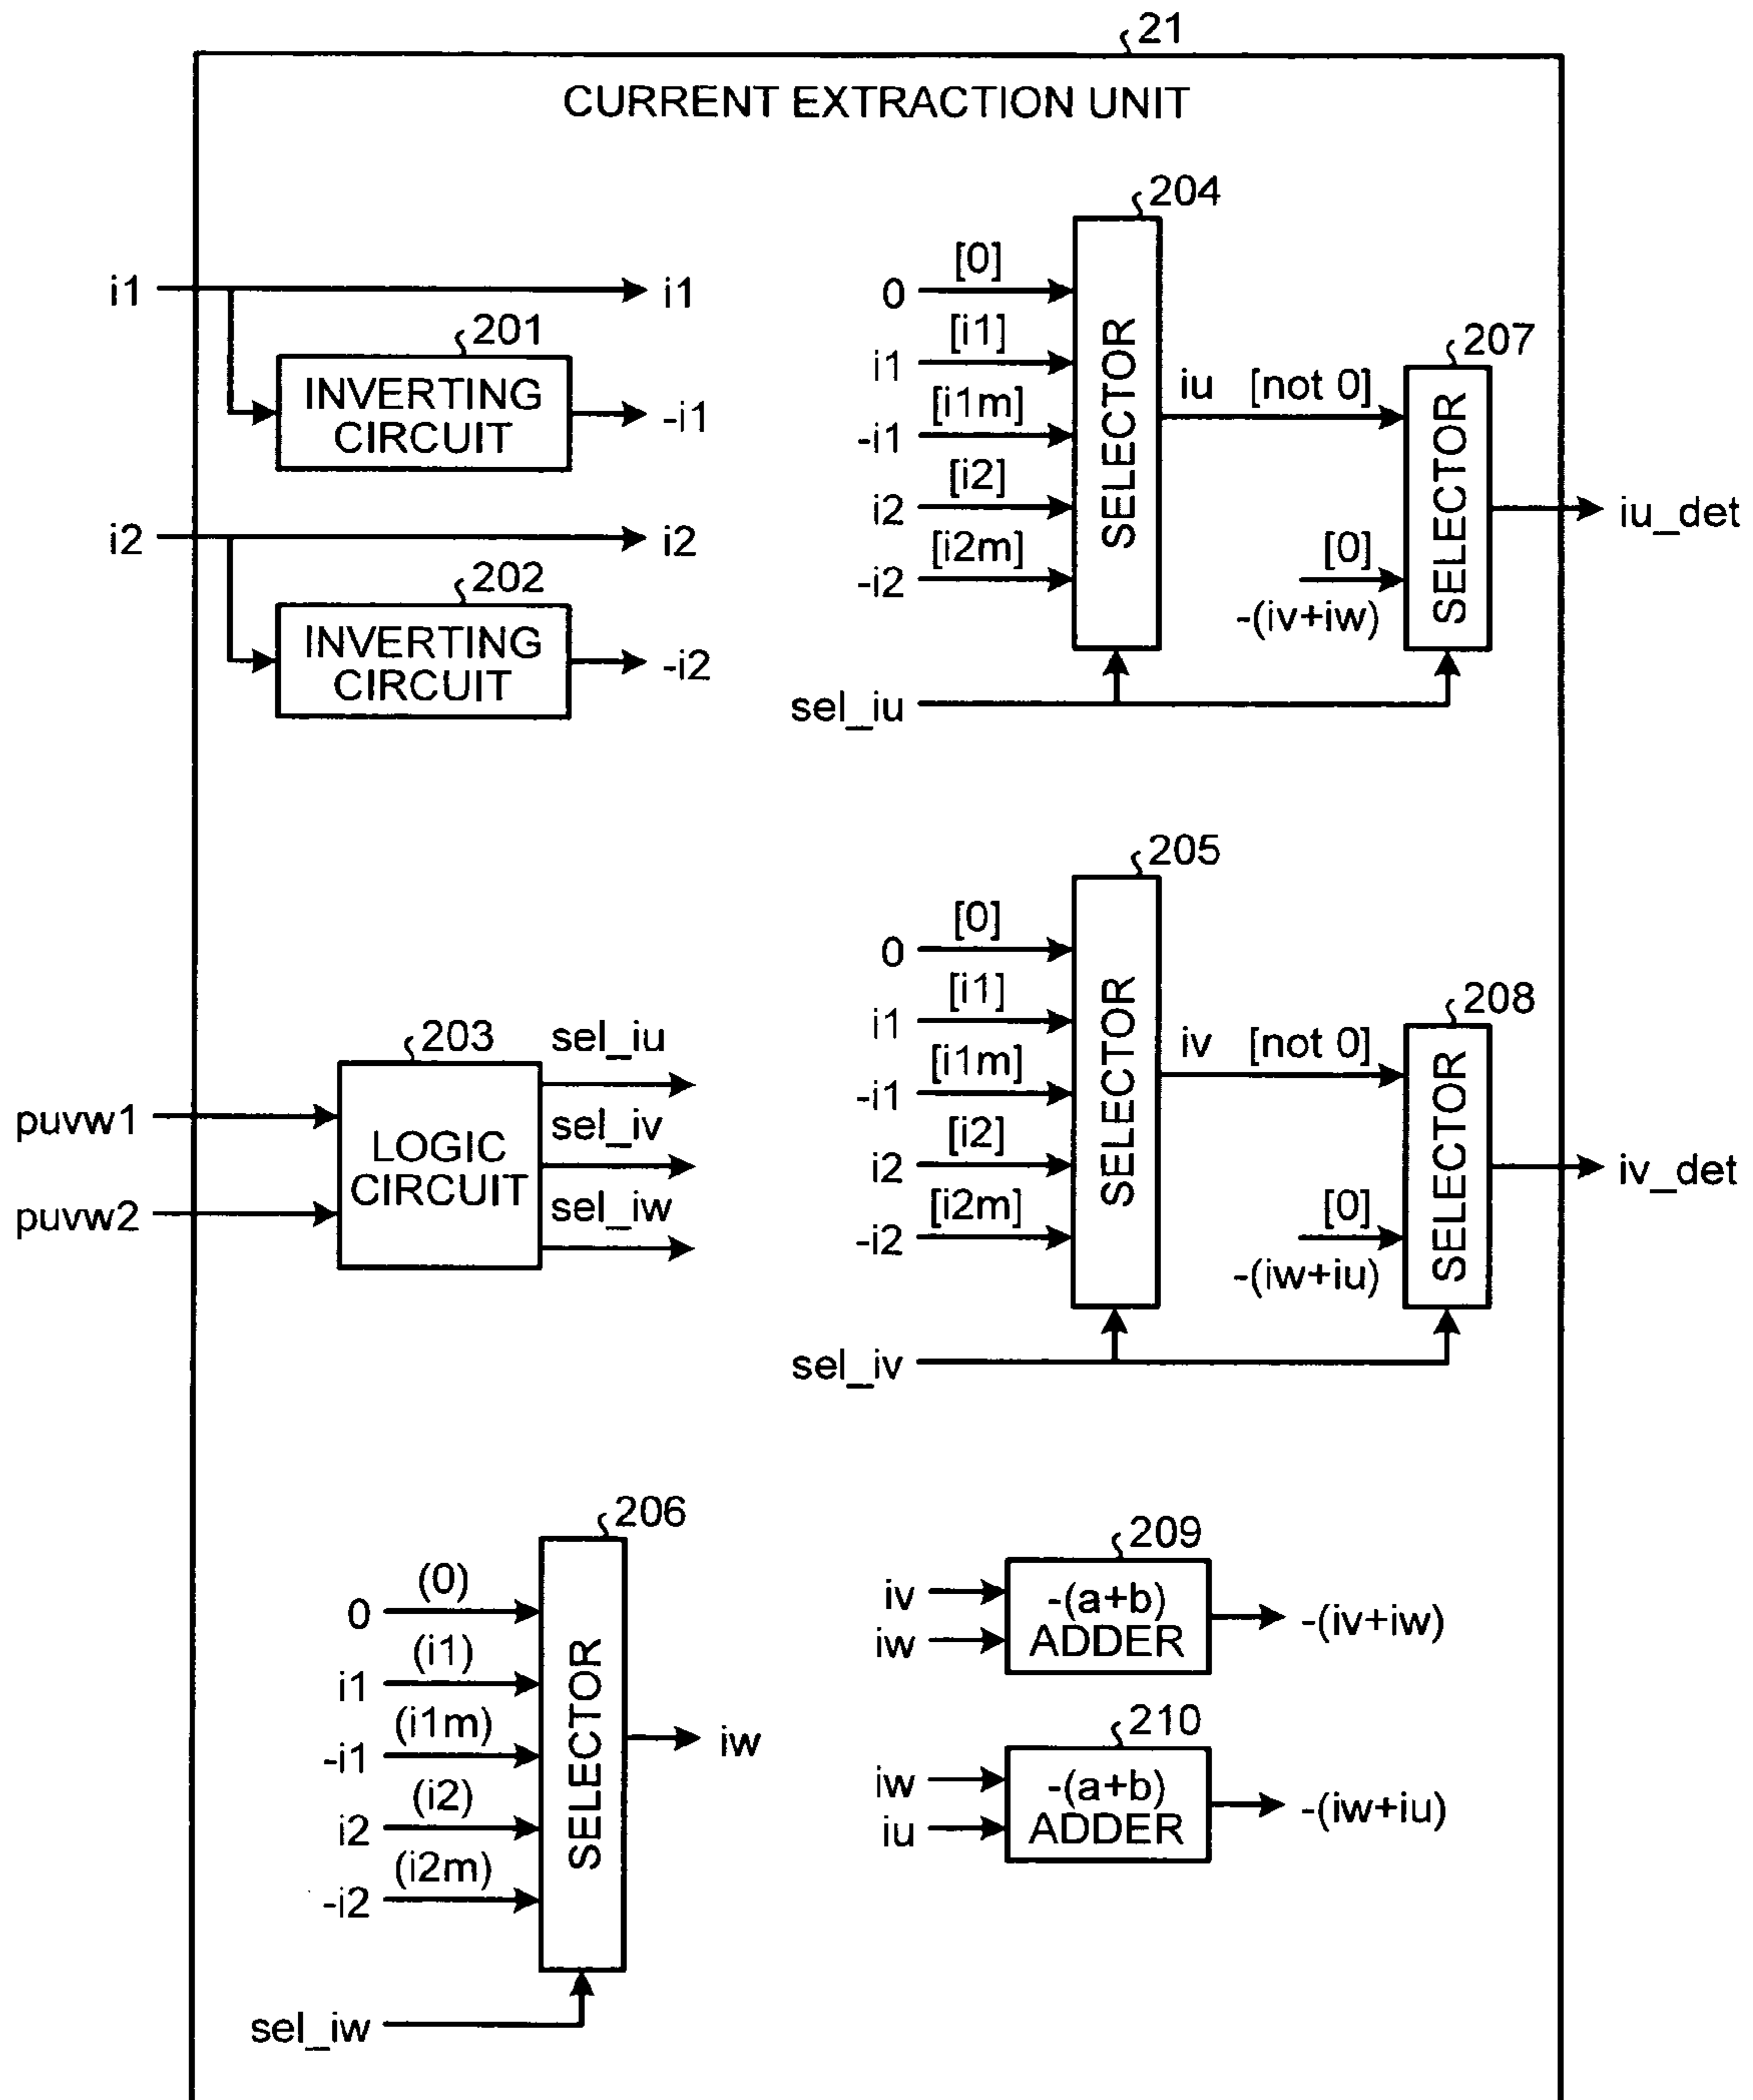 21
CURRENT EXTRACTION UNIT
i1
i1
201
INVERTING
CIRCUIT
-i1
i2
i2
202
INVERTING
CIRCUIT
-i2
204
0
[0]
i1
[i1]
-i1
[i1m]
i2
[i2]
-i2
[i2m]
SELECTOR
iu
[not 0]
207
[0]
-(iv+iw)
SELECTOR
iu_det
sel_iu
puvw1
puvw2
203
LOGIC
CIRCUIT
sel_iu
sel_iv
sel_iw
205
0
[0]
i1
[i1]
-i1
[i1m]
i2
[i2]
-i2
[i2m]
SELECTOR
iv
[not 0]
208
[0]
-(iw+iu)
SELECTOR
iv_det
sel_iv
206
0
(0)
i1
(i1)
-i1
(i1m)
i2
(i2)
-i2
(i2m)
SELECTOR
iw
sel_iw
209
iv
iw
-(a+b)
ADDER
-(iv+iw)
210
iw
iu
-(a+b)
ADDER
-(iw+iu)